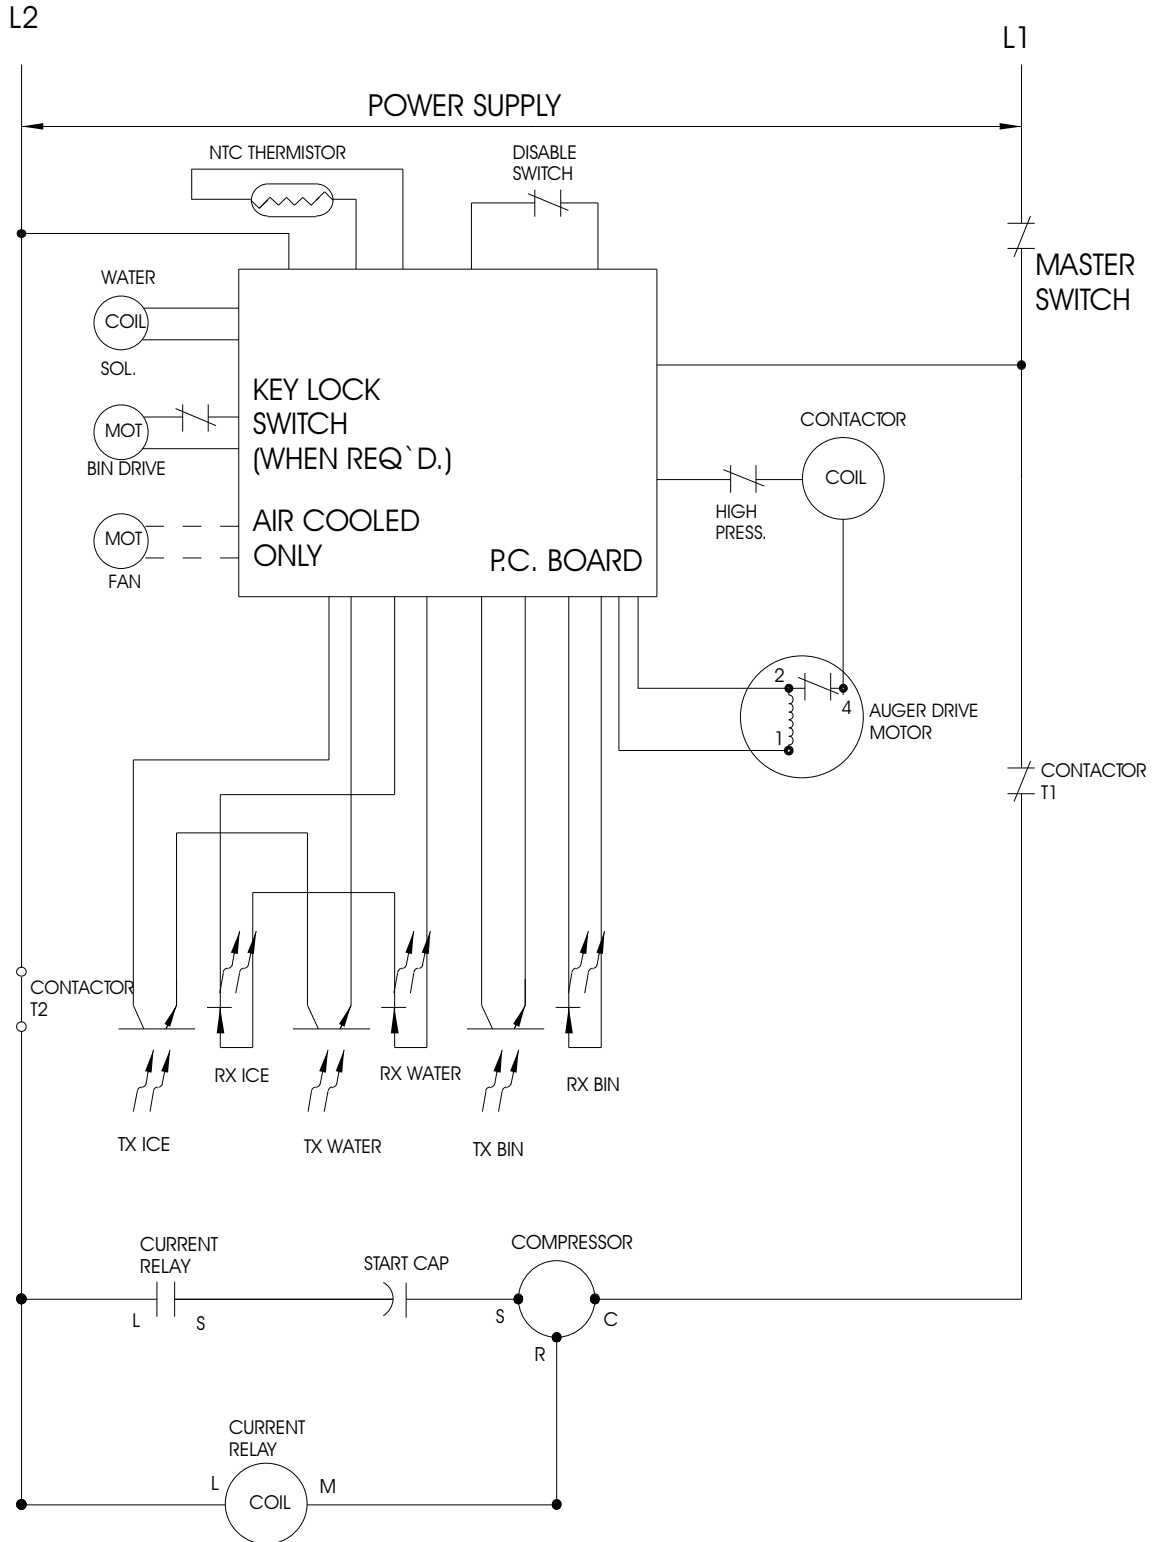 L2
L1
POWER SUPPLY
NTC THERMISTOR
DISABLE
SWITCH
MASTER
SWITCH
WATER
COIL
SOL.
KEY LOCK
SWITCH
(WHEN REQ`D.)
MOT
BIN DRIVE
AIR COOLED
ONLY
MOT
FAN
P.C. BOARD
CONTACTOR
COIL
HIGH
PRESS.
2
4
1
AUGER DRIVE
MOTOR
CONTACTOR
T1
CONTACTOR
T2
RX ICE
RX WATER
RX BIN
TX ICE
TX WATER
TX BIN
CURRENT
RELAY
L
S
START CAP
COMPRESSOR
S
C
R
CURRENT
RELAY
L
M
COIL